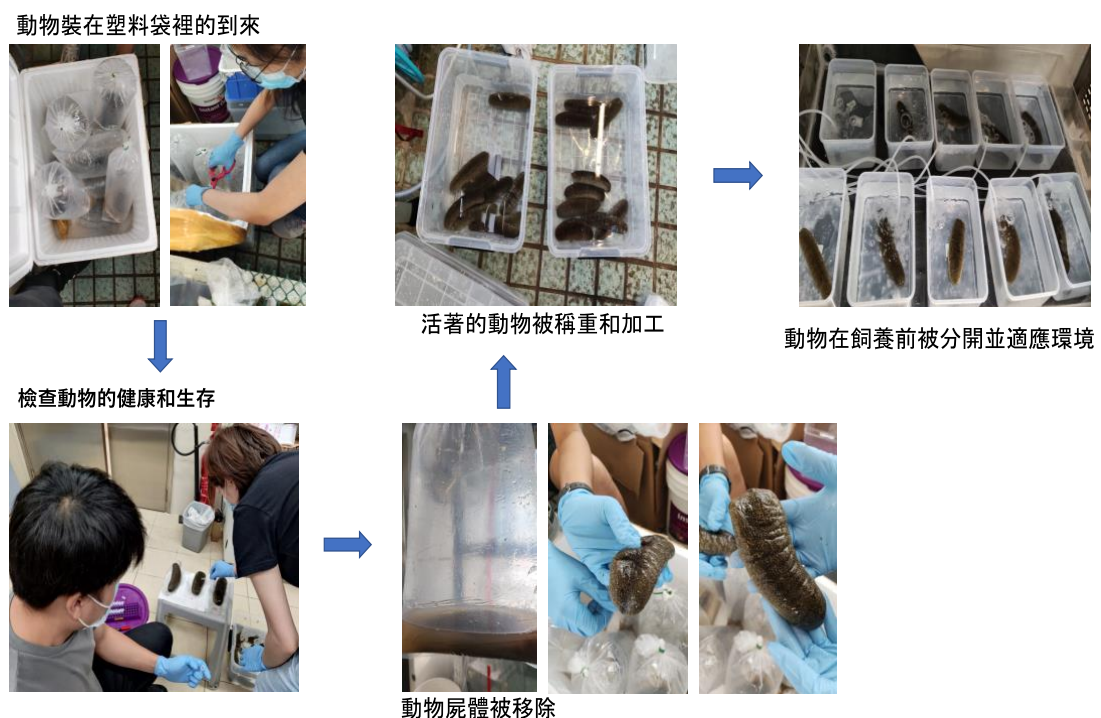 動物裝在塑料袋裡的到來
檢查動物的健康和生存
動物屍體被移除
活著的動物被稱重和加工
動物在飼養前被分開並適應環境